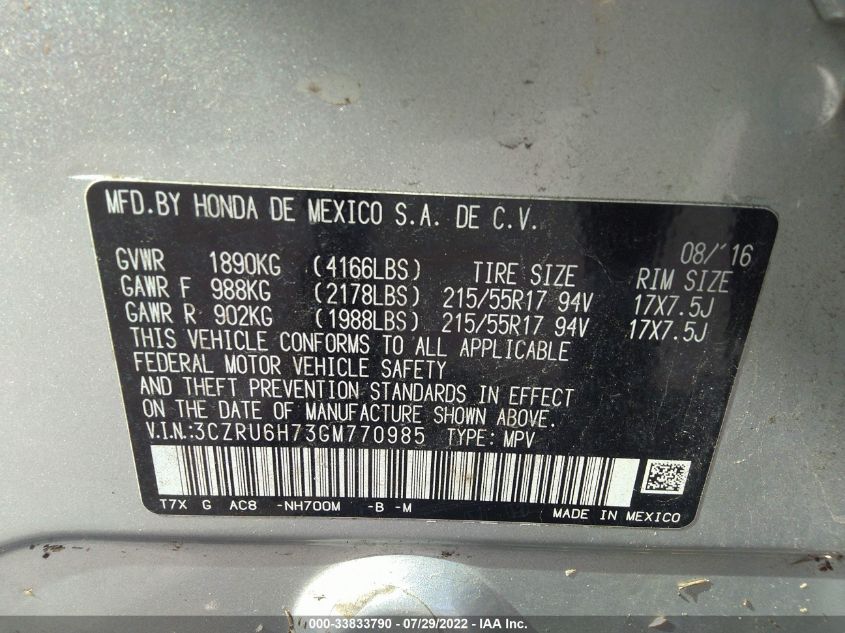 MFD.BY HONDA DE MEXICO S.A. DE C.V.
08/'16
GVWR 1890KG (4166LBS) TIRE SIZE RIM SIZE
GAWR F 988KG (2178LBS) 215/55R17 94V 17X7.5J
GAWR R 902KG (1988LBS) 215/55R17 94V 17X7.5J
THIS VEHICLE CONFORMS TO ALL APPLICABLE
FEDERAL MOTOR VEHICLE SAFETY
AND THEFT PREVENTION STANDARDS IN EFFECT
ON THE DATE OF MANUFACTURE SHOWN ABOVE.
V.I.N.:3CZRU6H73GM770985 TYPE: MPV
T7X G AC8 -NH700M -B -M
MADE IN MEXICO
000-33833790 - 07/29/2022 - IAA Inc.